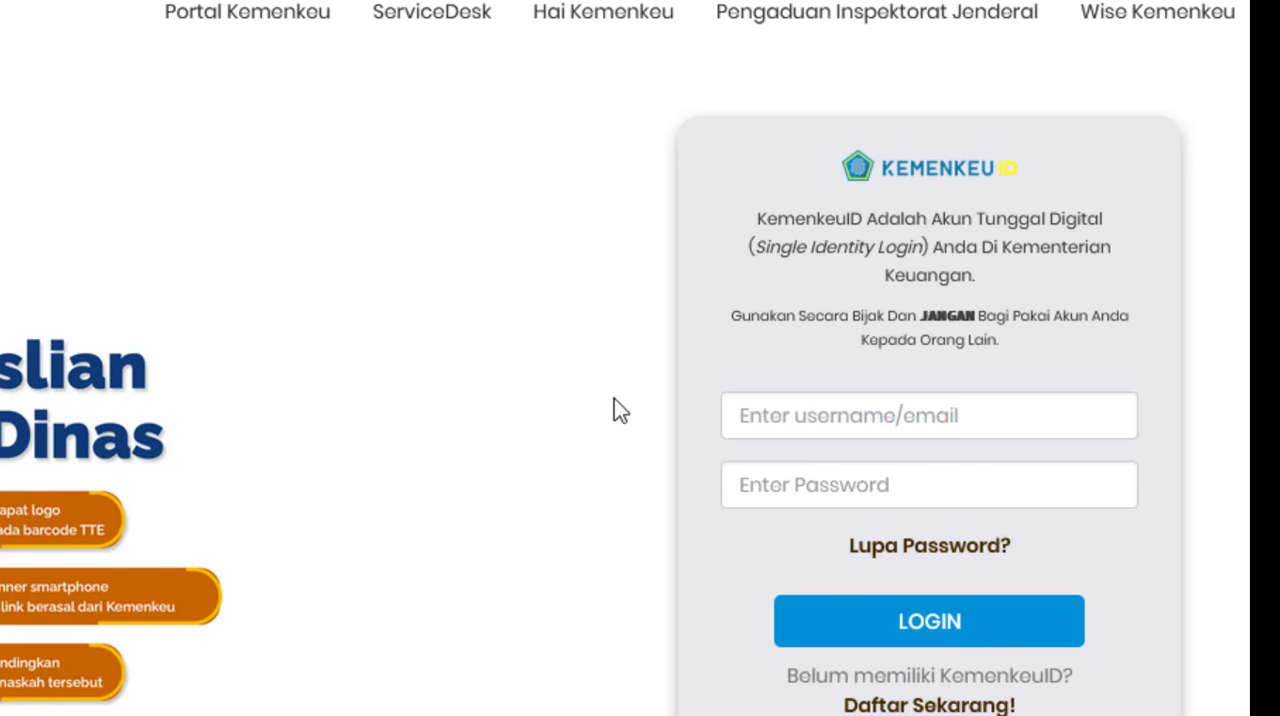 Portal Kemenkeu ServiceDesk Hai Kemenkeu Pengaduan Inspektorat Jenderal Wise Kemenkeu
KEMENKEU ID
KemenkeuID Adalah Akun Tunggal Digital
(Single Identity Login) Anda Di Kementerian
Keuangan.
Gunakan Secara Bijak Dan JANGAN Bagi Pakai Akun Anda
Kepada Orang Lain.
Enter username/email
Enter Password
Lupa Password?
LOGIN
Belum memiliki KemenkeuID?
Daftar Sekarang!
slian
Dinas
apat logo
ada barcode TTE
nner smartphone
link berasal dari Kemenkeu
ndingkan
naskah tersebut